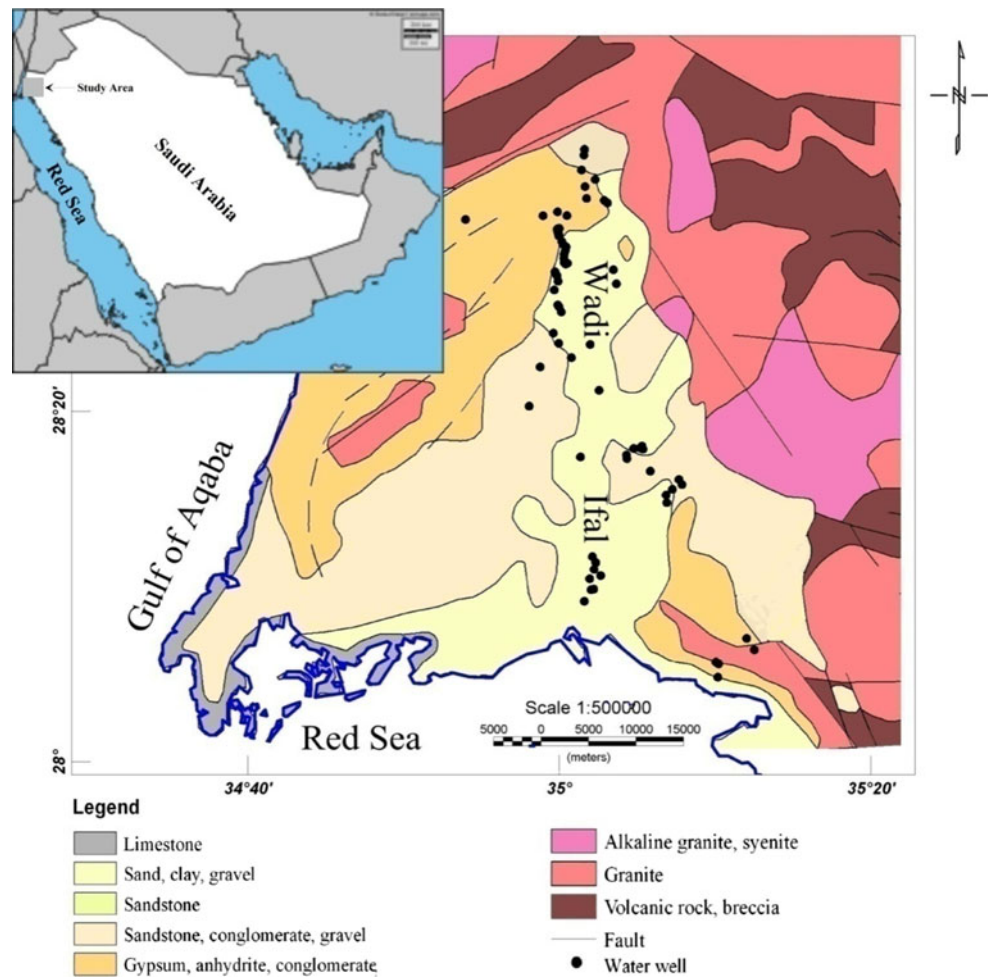 Study Area
Saudi Arabia
Red Sea
N
Wadi
Ifal
Gulf of Aqaba
Red Sea
28°20'
28°
Scale 1:500000
5000 0 5000 10000 15000
(meters)
34°40' 35° 35°20'
Legend
Limestone
Sand, clay, gravel
Sandstone
Sandstone, conglomerate, gravel
Gypsum, anhydrite, conglomerate
Alkaline granite, syenite
Granite
Volcanic rock, breccia
Fault
Water well